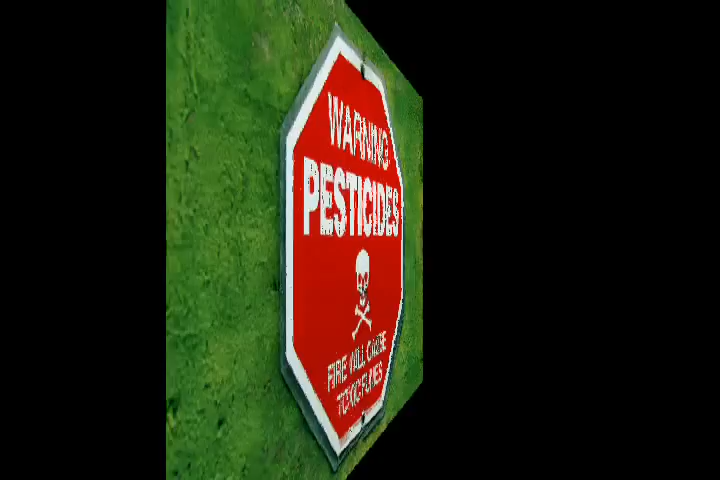 WARNING
PESTICIDES
FIRE WILL CAUSE
TOXIC FUMES